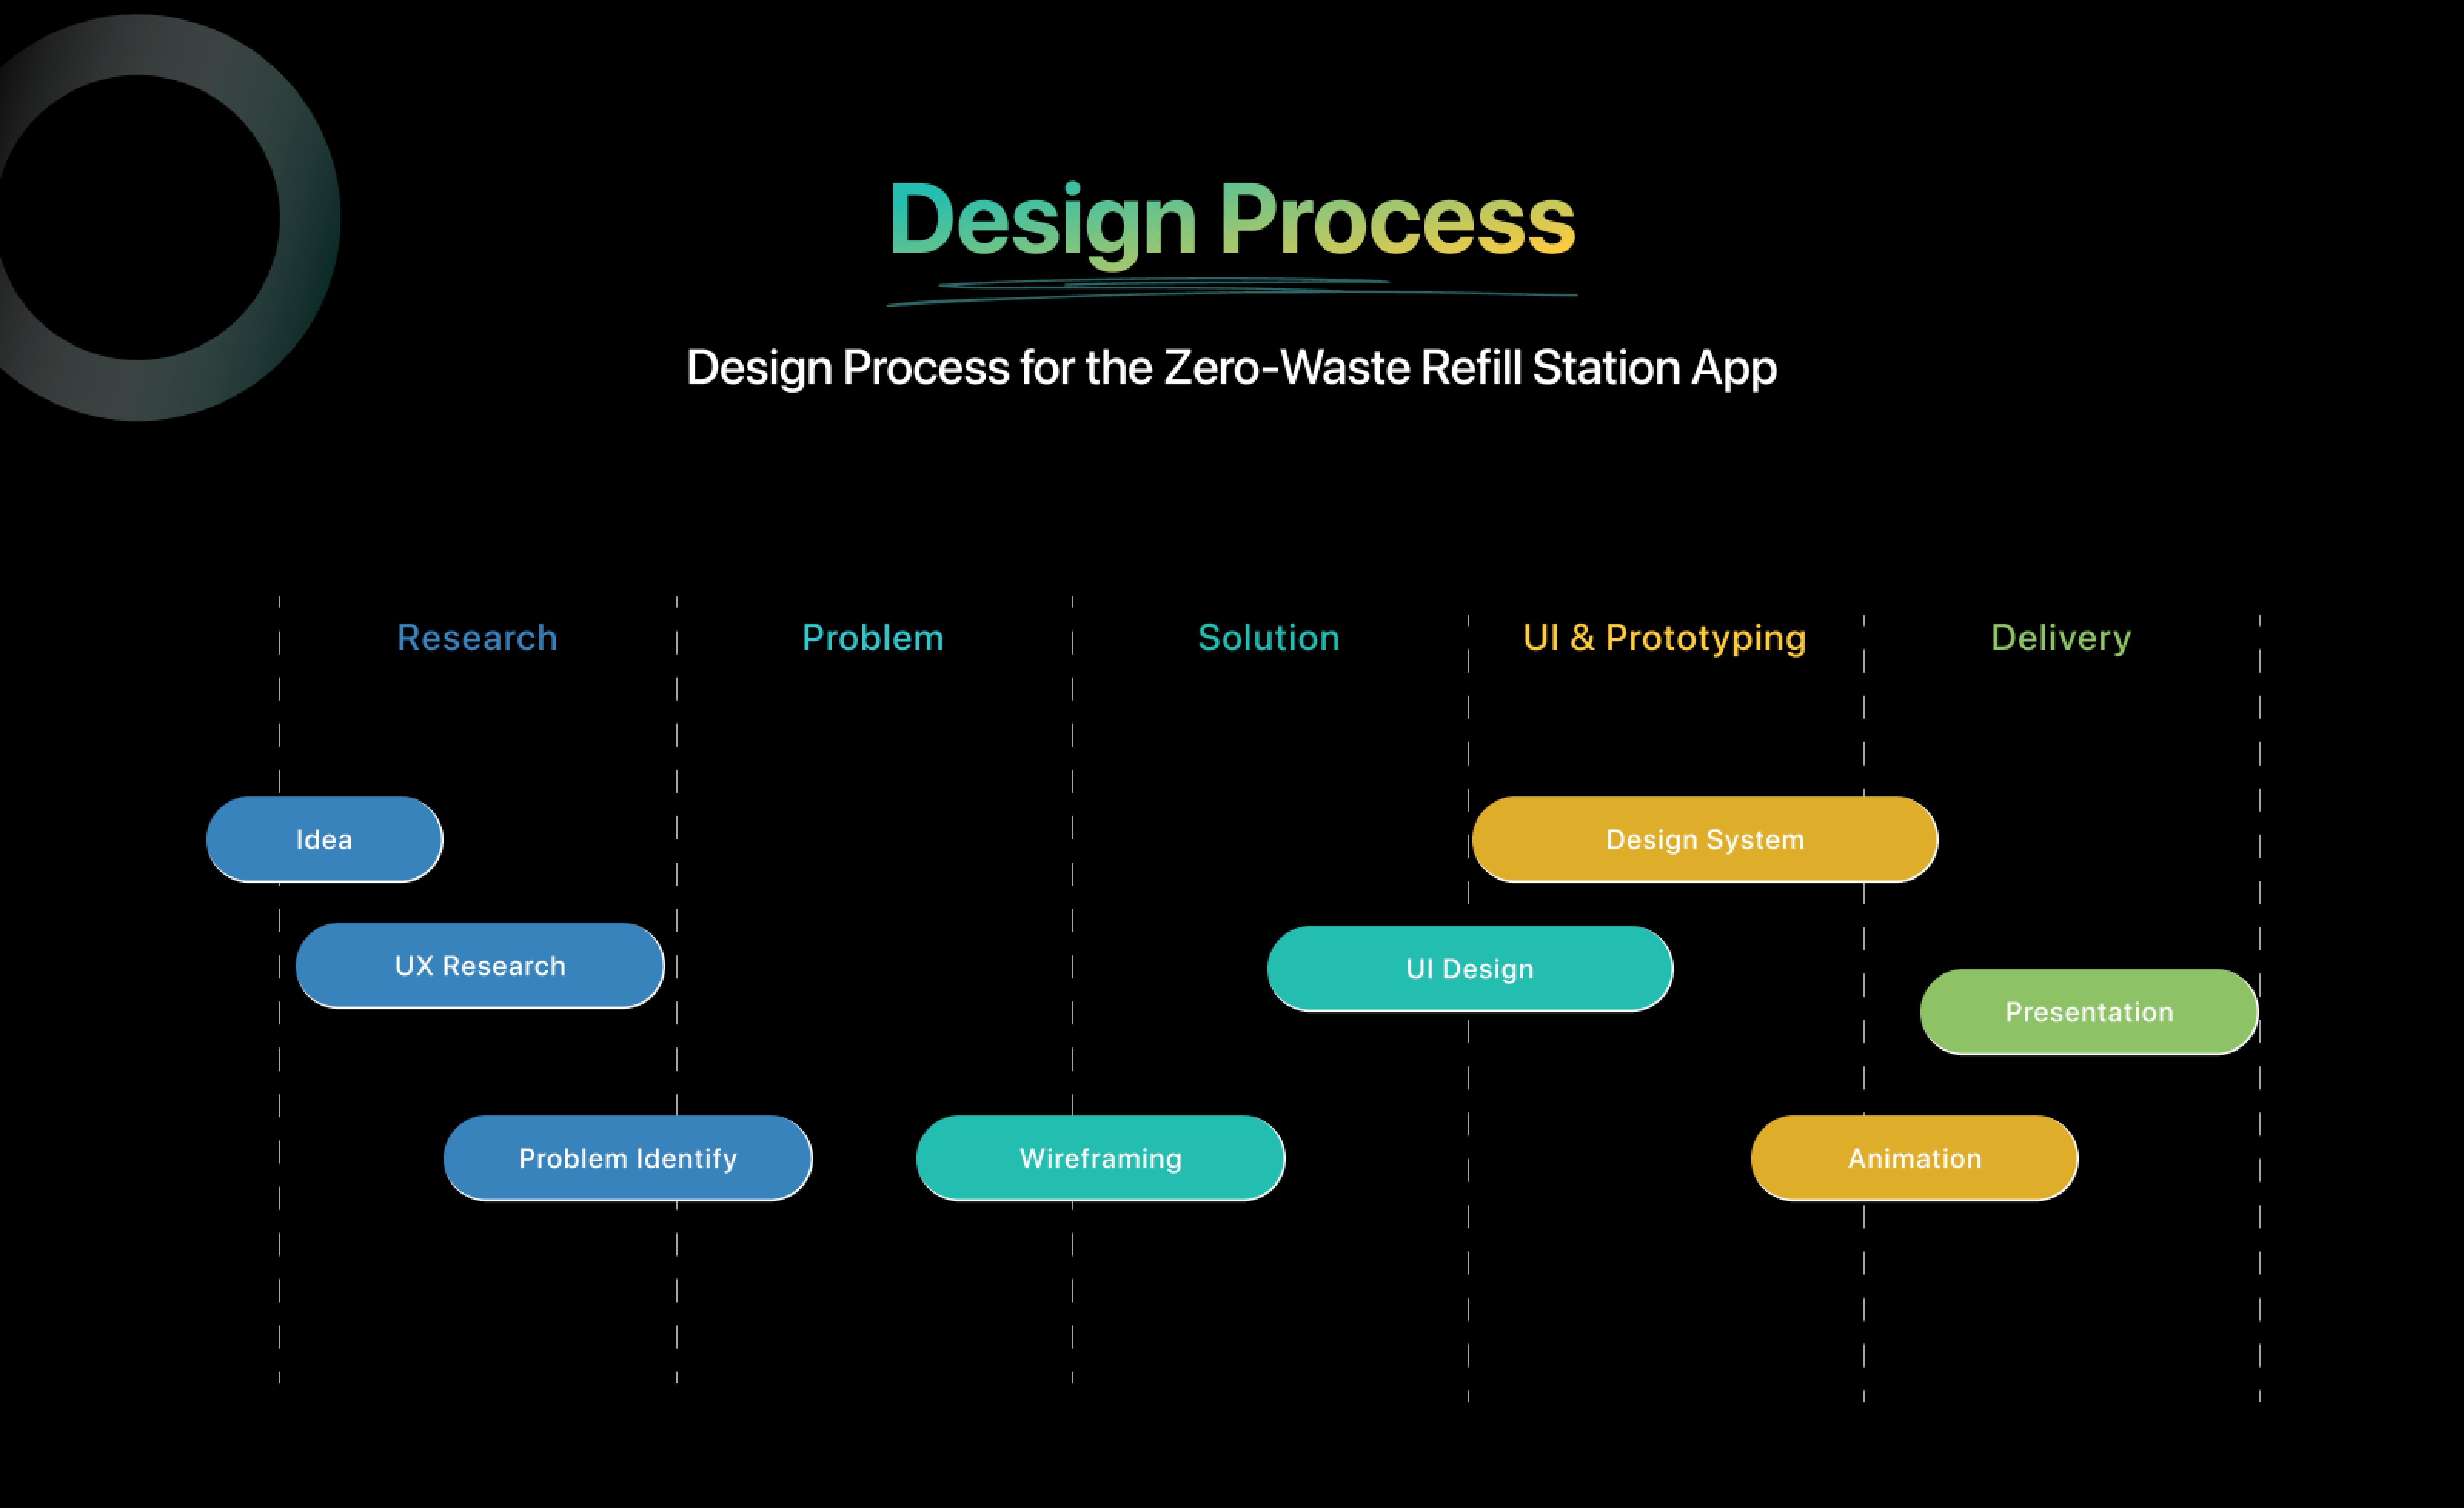 Design Process
Design Process for the Zero-Waste Refill Station App
Research
Problem
Solution
UI & Prototyping
Delivery
Idea
Design System
UX Research
UI Design
Presentation
Problem Identify
Wireframing
Animation